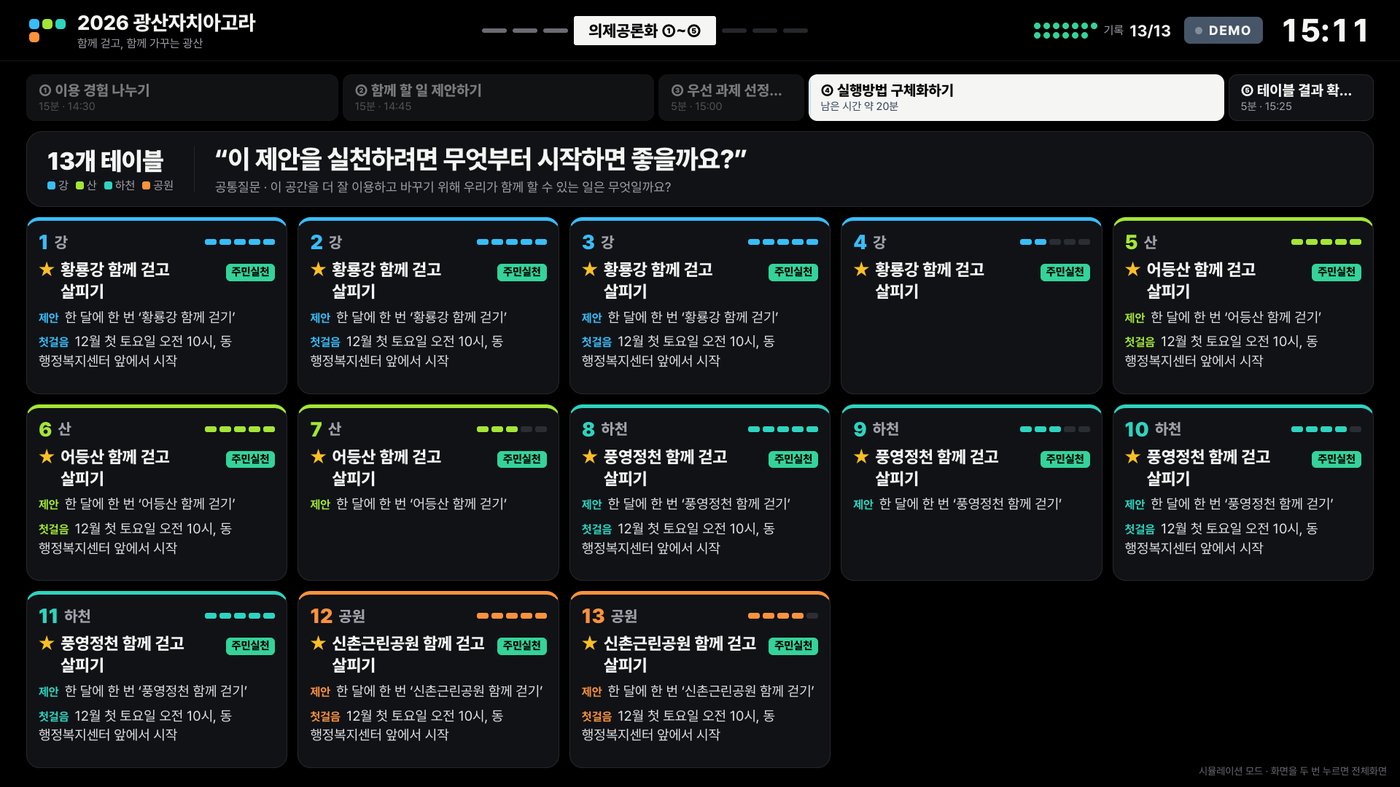 2026 광산자치아고라
함께 걷고, 함께 가꾸는 광산
의제공론화 ①~⑤
기록 13/13
DEMO
15:11
① 이용 경험 나누기
15분 · 14:30
② 함께 할 일 제안하기
15분 · 14:45
③ 우선 과제 선정...
5분 · 15:00
④ 실행방법 구체화하기
남은 시간 약 20분
⑤ 테이블 결과 확...
5분 · 15:25
13개 테이블
강 산 하천 공원
“이 제안을 실천하려면 무엇부터 시작하면 좋을까요?”
공통질문 · 이 공간을 더 잘 이용하고 바꾸기 위해 우리가 함께 할 수 있는 일은 무엇일까요?
1 강
★ 황룡강 함께 걷고 주민실천
살피기
제안 한 달에 한 번 ‘황룡강 함께 걷기’
첫걸음 12월 첫 토요일 오전 10시, 동
행정복지센터 앞에서 시작
2 강
★ 황룡강 함께 걷고 주민실천
살피기
제안 한 달에 한 번 ‘황룡강 함께 걷기’
첫걸음 12월 첫 토요일 오전 10시, 동
행정복지센터 앞에서 시작
3 강
★ 황룡강 함께 걷고 주민실천
살피기
제안 한 달에 한 번 ‘황룡강 함께 걷기’
첫걸음 12월 첫 토요일 오전 10시, 동
행정복지센터 앞에서 시작
4 강
★ 황룡강 함께 걷고 주민실천
살피기
5 산
★ 어등산 함께 걷고 주민실천
살피기
제안 한 달에 한 번 ‘어등산 함께 걷기’
첫걸음 12월 첫 토요일 오전 10시, 동
행정복지센터 앞에서 시작
6 산
★ 어등산 함께 걷고 주민실천
살피기
제안 한 달에 한 번 ‘어등산 함께 걷기’
첫걸음 12월 첫 토요일 오전 10시, 동
행정복지센터 앞에서 시작
7 산
★ 어등산 함께 걷고 주민실천
살피기
제안 한 달에 한 번 ‘어등산 함께 걷기’
8 하천
★ 풍영정천 함께 걷고 주민실천
살피기
제안 한 달에 한 번 ‘풍영정천 함께 걷기’
첫걸음 12월 첫 토요일 오전 10시, 동
행정복지센터 앞에서 시작
9 하천
★ 풍영정천 함께 걷고 주민실천
살피기
제안 한 달에 한 번 ‘풍영정천 함께 걷기’
10 하천
★ 풍영정천 함께 걷고 주민실천
살피기
제안 한 달에 한 번 ‘풍영정천 함께 걷기’
첫걸음 12월 첫 토요일 오전 10시, 동
행정복지센터 앞에서 시작
11 하천
★ 풍영정천 함께 걷고 주민실천
살피기
제안 한 달에 한 번 ‘풍영정천 함께 걷기’
첫걸음 12월 첫 토요일 오전 10시, 동
행정복지센터 앞에서 시작
12 공원
★ 신촌근린공원 함께 걷고 주민실천
살피기
제안 한 달에 한 번 ‘신촌근린공원 함께 걷기’
첫걸음 12월 첫 토요일 오전 10시, 동
행정복지센터 앞에서 시작
13 공원
★ 신촌근린공원 함께 걷고 주민실천
살피기
제안 한 달에 한 번 ‘신촌근린공원 함께 걷기’
첫걸음 12월 첫 토요일 오전 10시, 동
행정복지센터 앞에서 시작
시뮬레이션 모드 · 화면을 두 번 누르면 전체화면